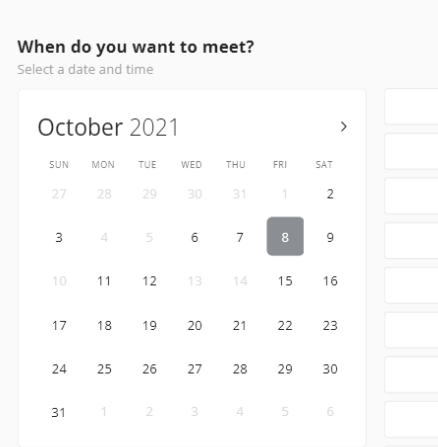 When do you want to meet?
Select a date and time
October 2021
SUN MON TUE WED THU FRI SAT
27 28 29 30 31 1 2
3 4 5 6 7 8 9
10 11 12 13 14 15 16
17 18 19 20 21 22 23
24 25 26 27 28 29 30
31 1 2 3 4 5 6